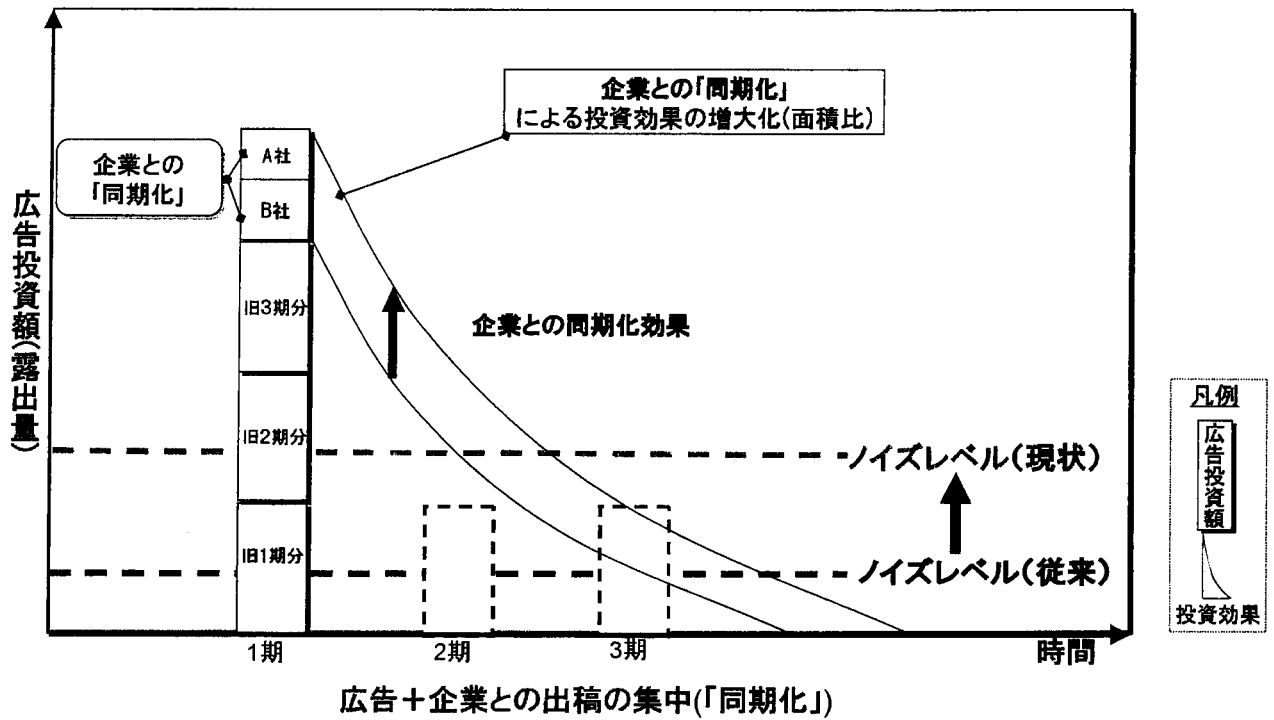 企業との「同期化」
による投資効果の増大化(面積比)
企業との
「同期化」
A社
B社
広告投資額(露出量)
旧3期分
企業との同期化効果
旧2期分
ノイズレベル(現状)
旧1期分
ノイズレベル(従来)
1期
2期
3期
時間
凡例
広告投資額
投資効果
広告+企業との出稿の集中(「同期化」)